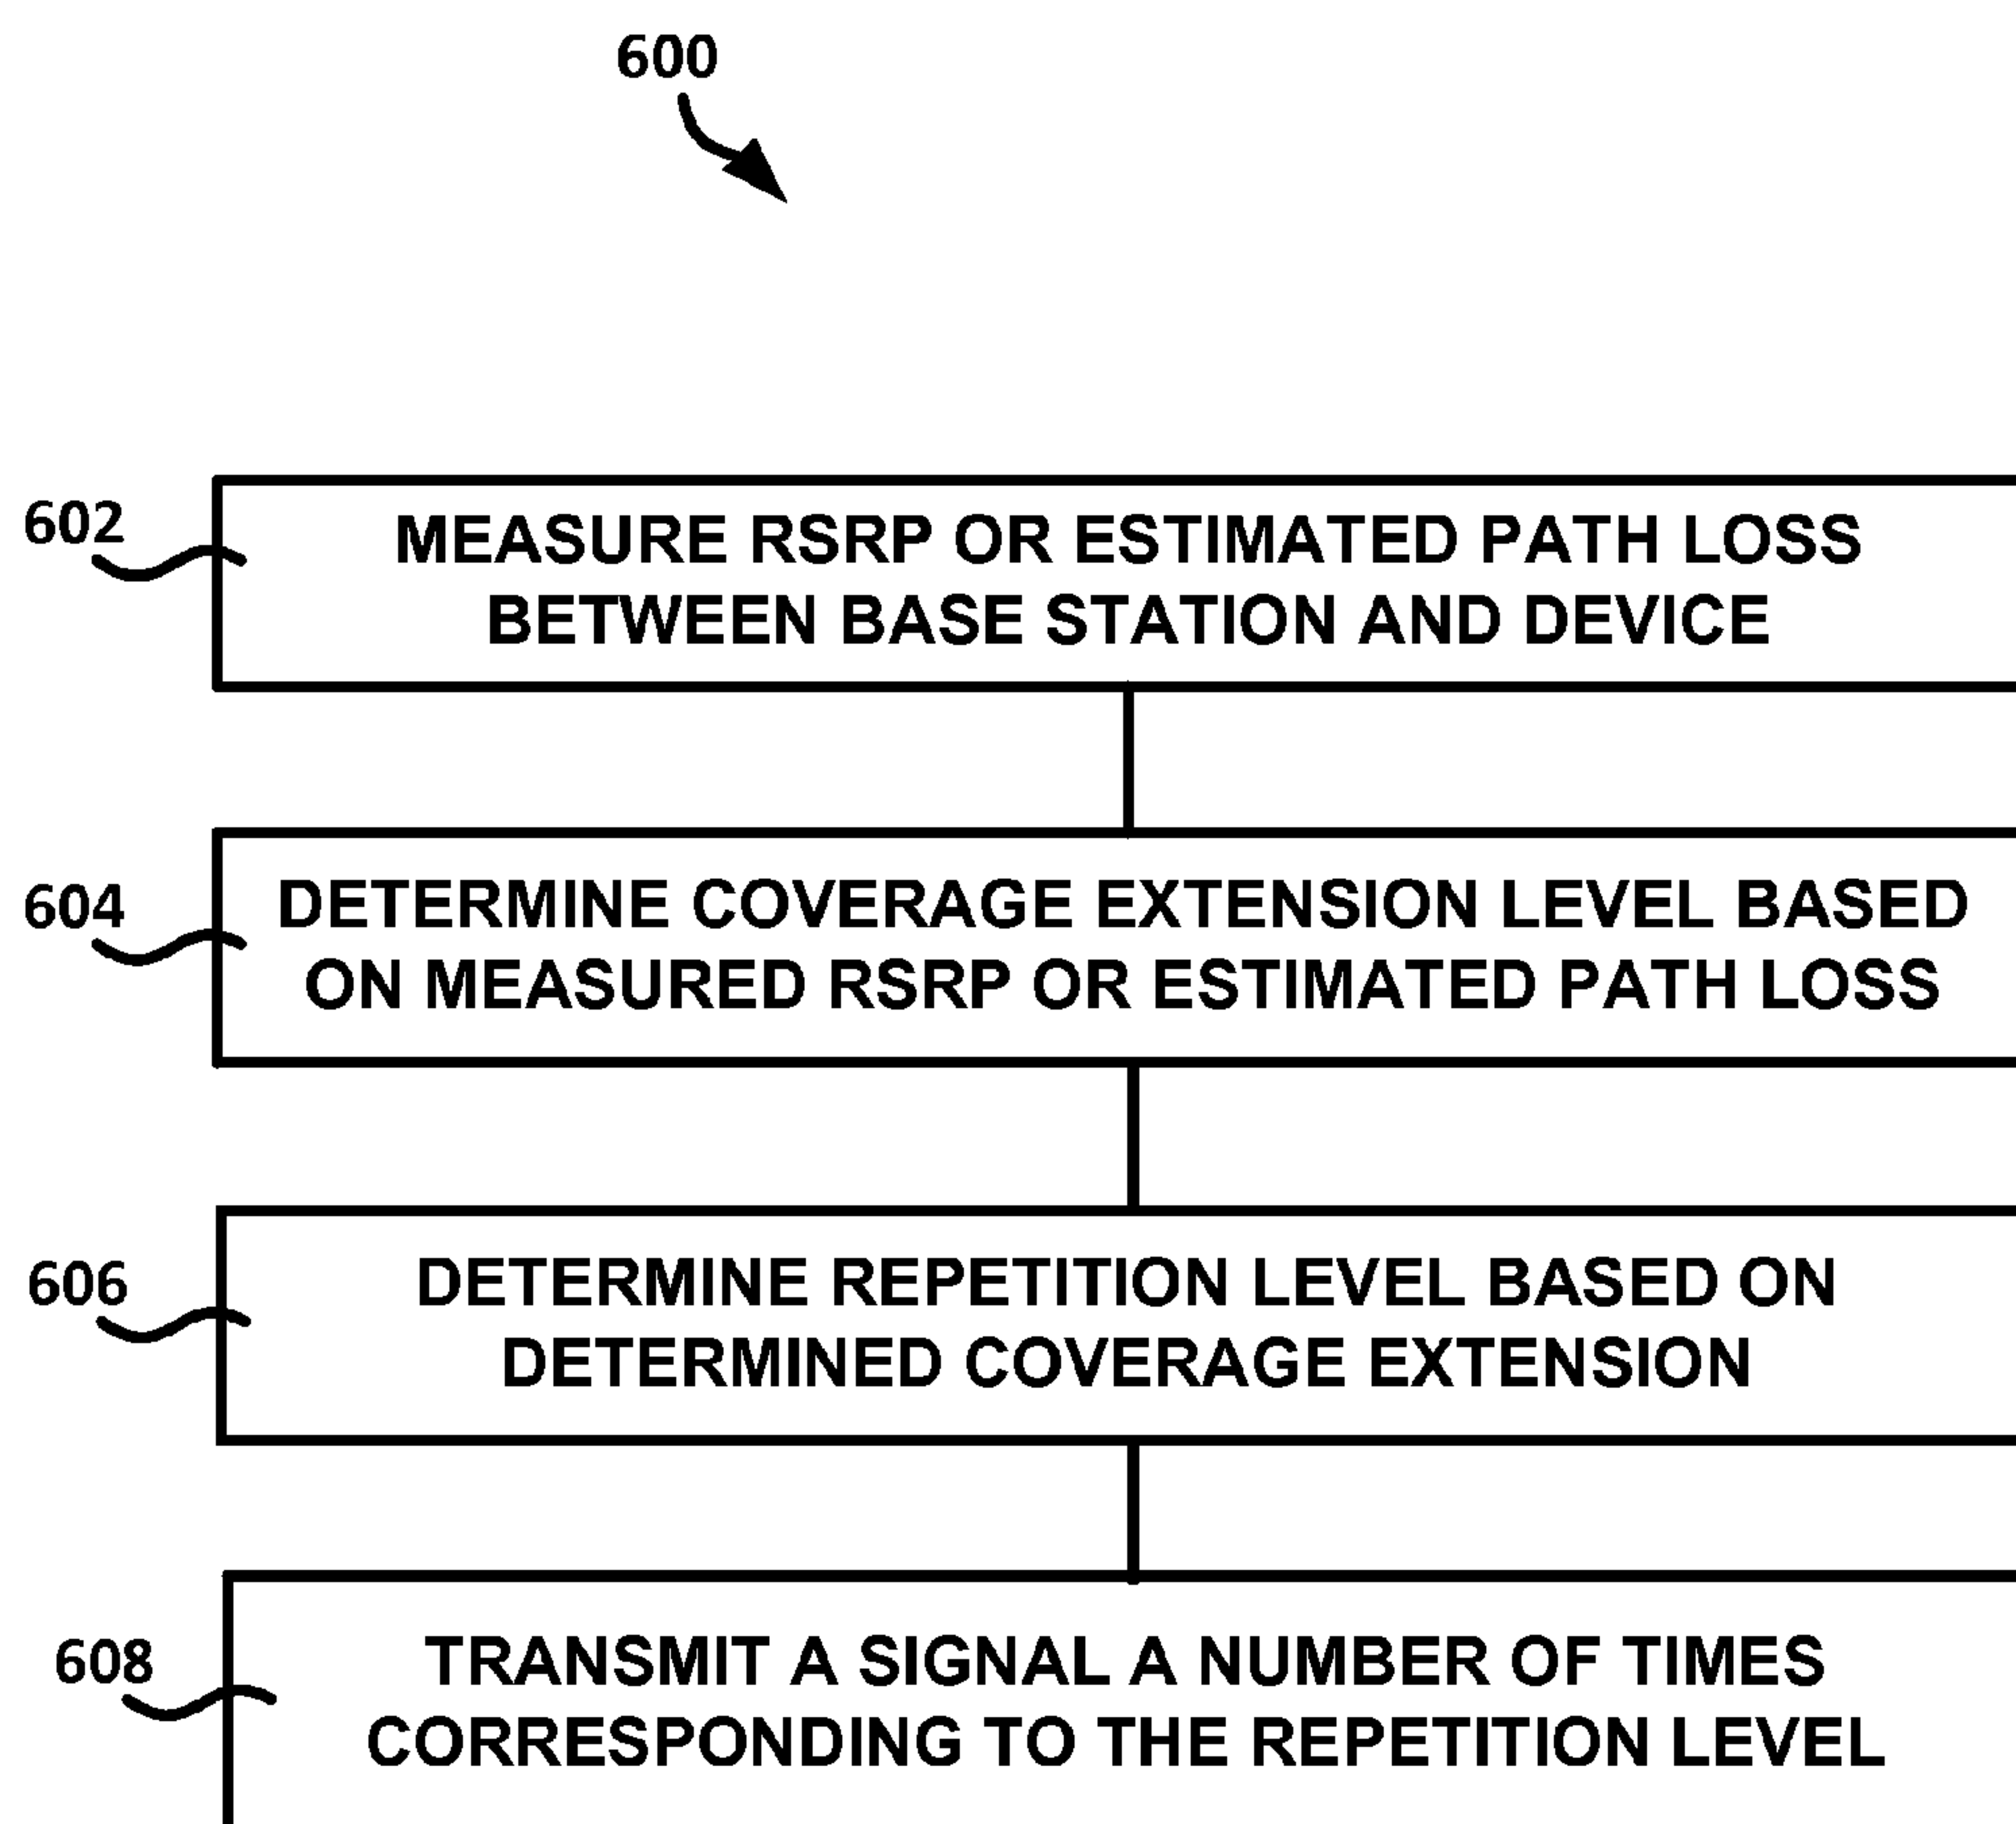 600
602
MEASURE RSRP OR ESTIMATED PATH LOSS
BETWEEN BASE STATION AND DEVICE
604
DETERMINE COVERAGE EXTENSION LEVEL BASED
ON MEASURED RSRP OR ESTIMATED PATH LOSS
606
DETERMINE REPETITION LEVEL BASED ON
DETERMINED COVERAGE EXTENSION
608
TRANSMIT A SIGNAL A NUMBER OF TIMES
CORRESPONDING TO THE REPETITION LEVEL